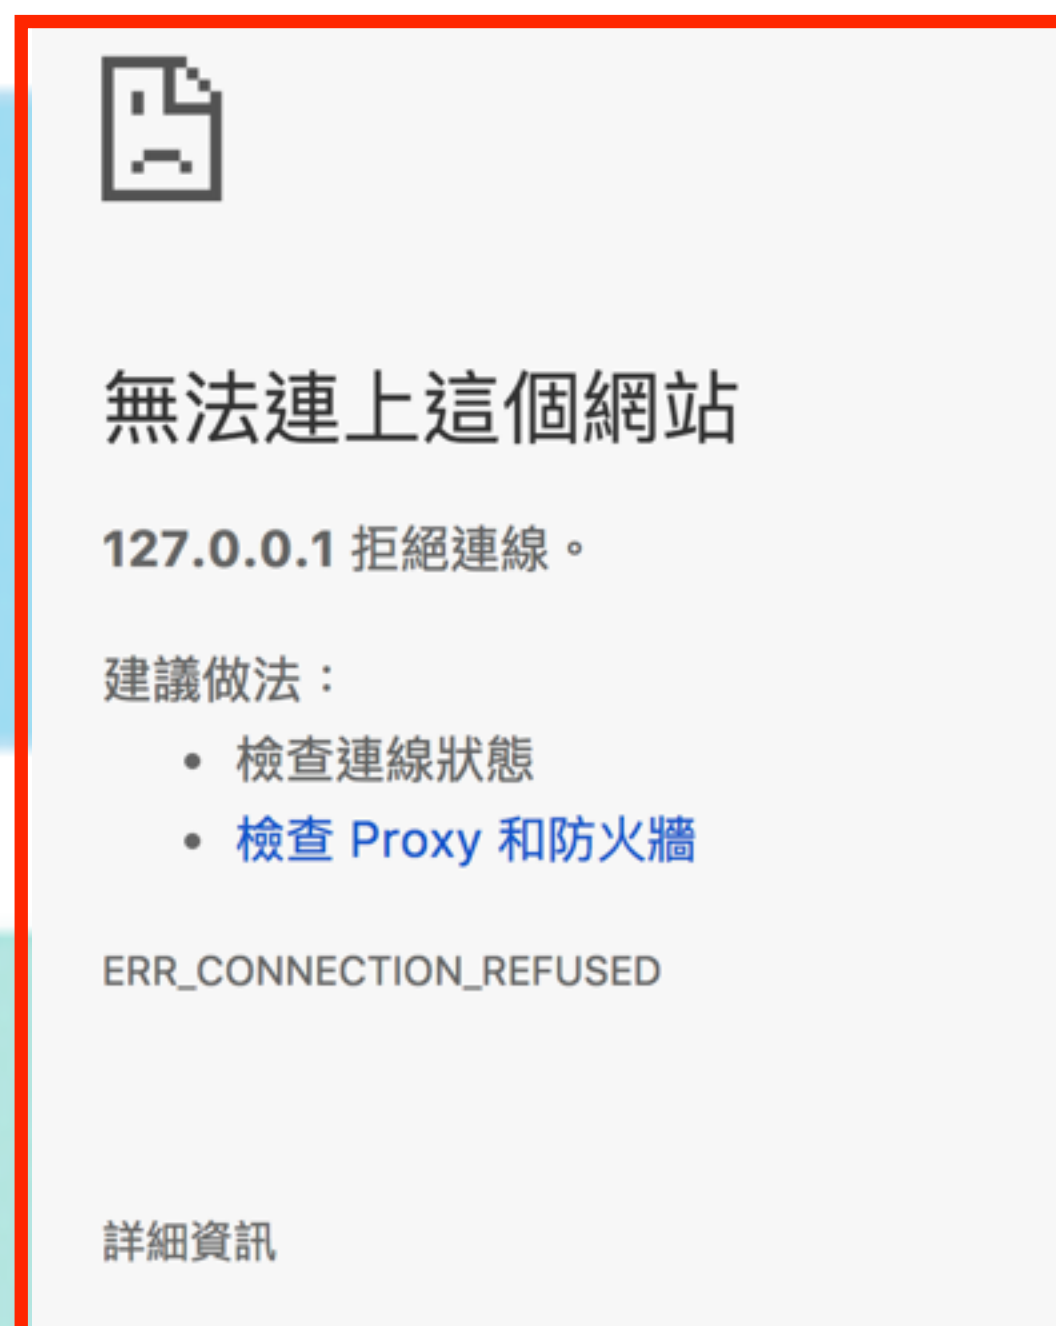 無法連上這個網站
127.0.0.1 拒絕連線。
建議做法：
• 檢查連線狀態
• 檢查 Proxy 和防火牆
ERR_CONNECTION_REFUSED
詳細資訊